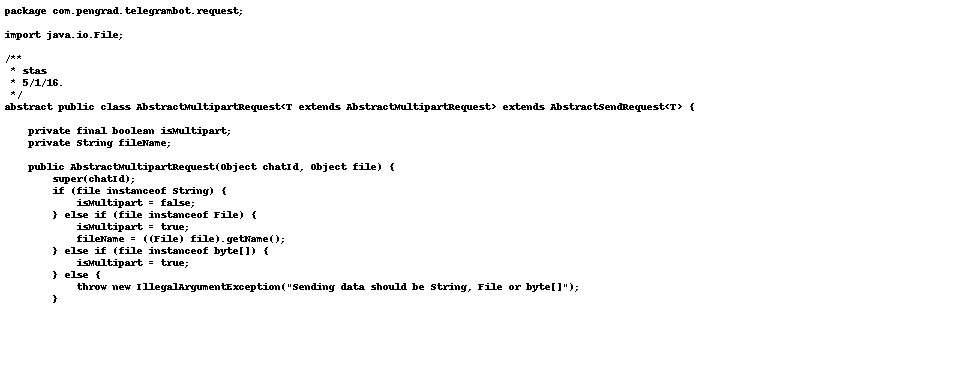 package com.pengrad.telegrambot.request;

import java.io.File;

/**
 * stas
 * 5/1/16.
 */
abstract public class AbstractMultipartRequest<T extends AbstractMultipartRequest> extends AbstractSendRequest<T> {

    private final boolean isMultipart;
    private String fileName;

    public AbstractMultipartRequest(Object chatId, Object file) {
        super(chatId);
        if (file instanceof String) {
            isMultipart = false;
        } else if (file instanceof File) {
            isMultipart = true;
            fileName = ((File) file).getName();
        } else if (file instanceof byte[]) {
            isMultipart = true;
        } else {
            throw new IllegalArgumentException("Sending data should be String, File or byte[]");
        }